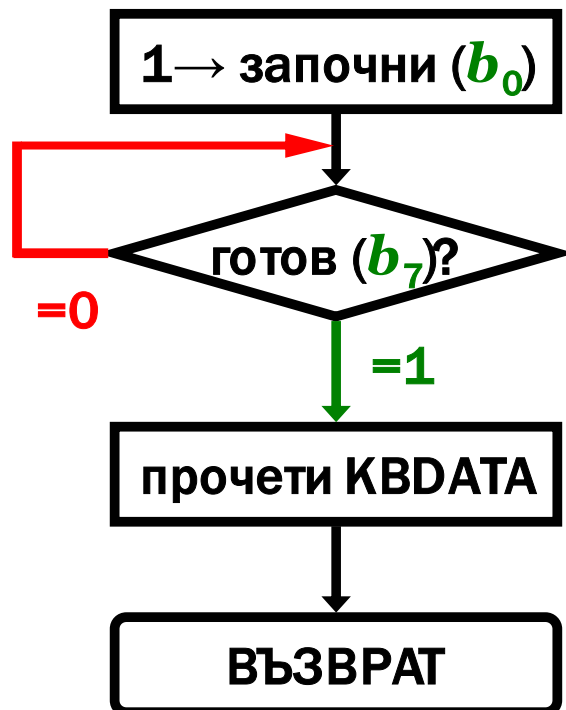 1→ започни (b₀)
готов (b₇)?
=0
=1
прочети KBDATA
ВЪЗВРАТ